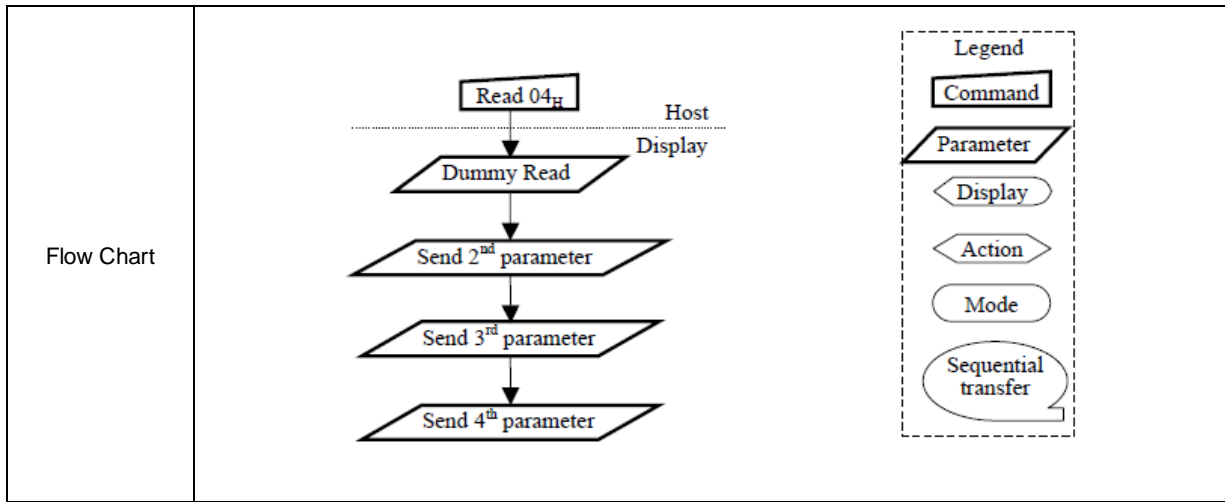 Flow Chart
Read 04H
Host
Display
Dummy Read
Send 2nd parameter
Send 3rd parameter
Send 4th parameter
Legend
Command
Parameter
Display
Action
Mode
Sequential
transfer